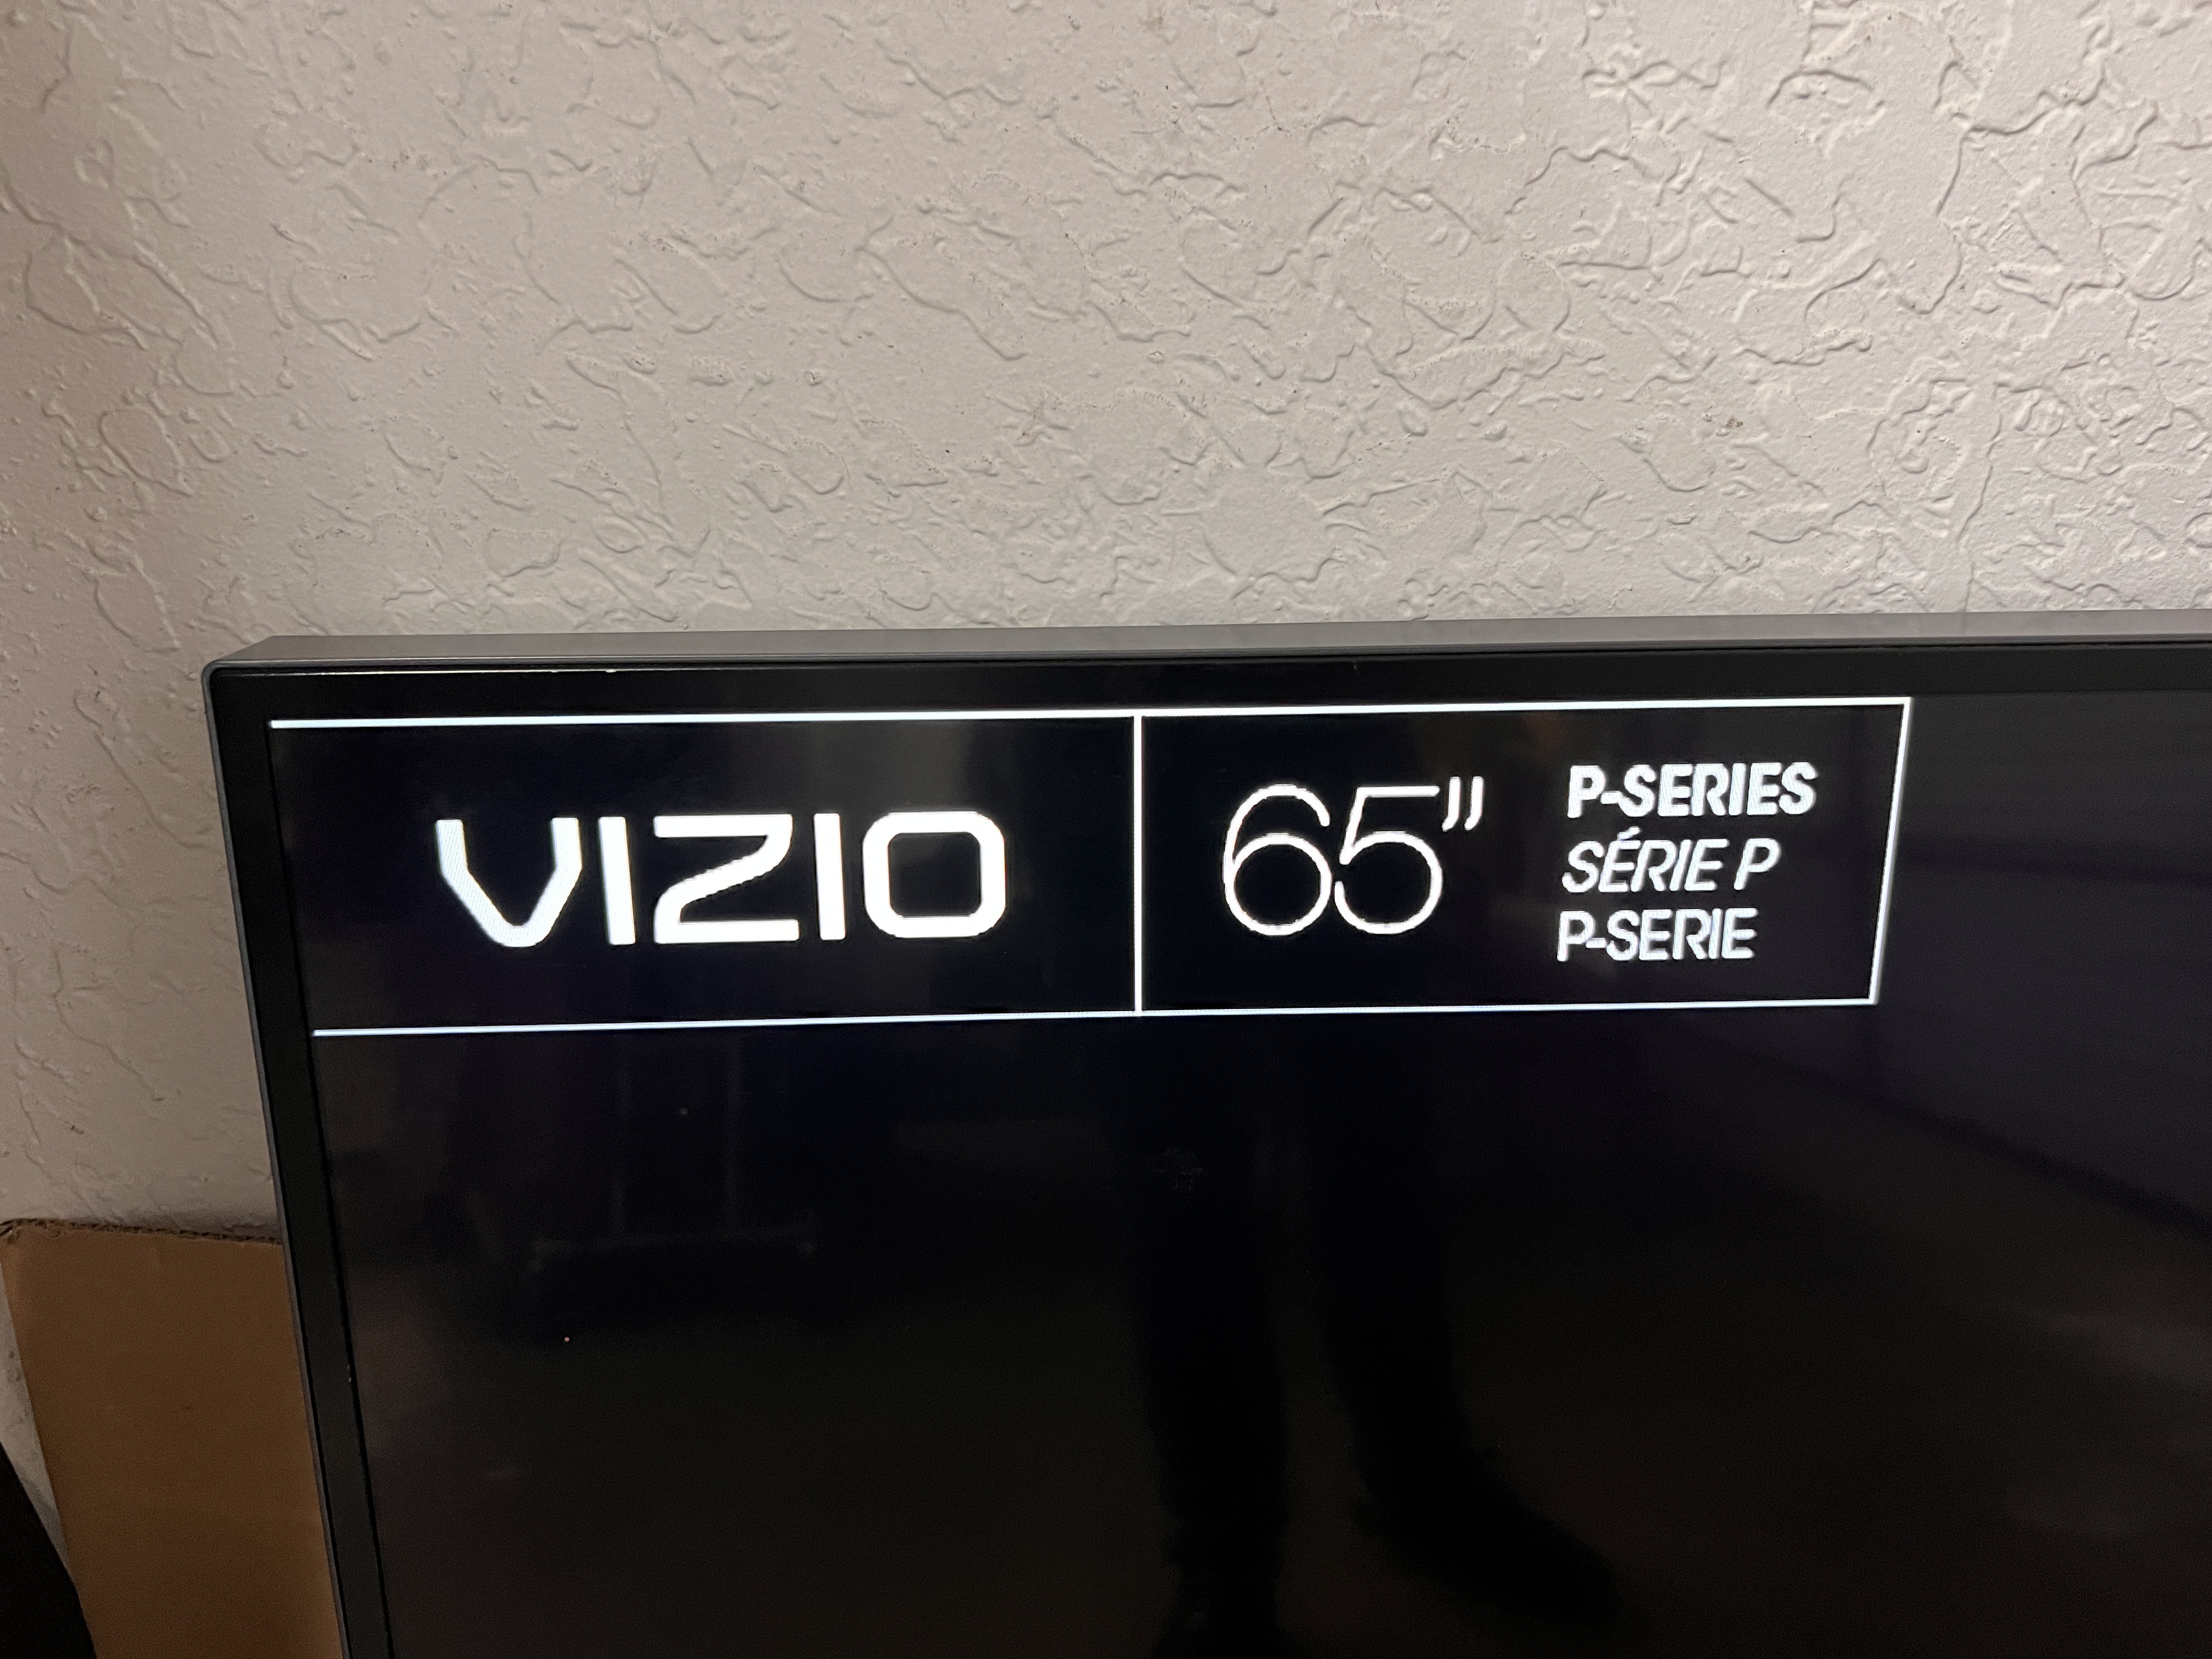 VIZIO
65"
P-SERIES
SÉRIE P
P-SERIE